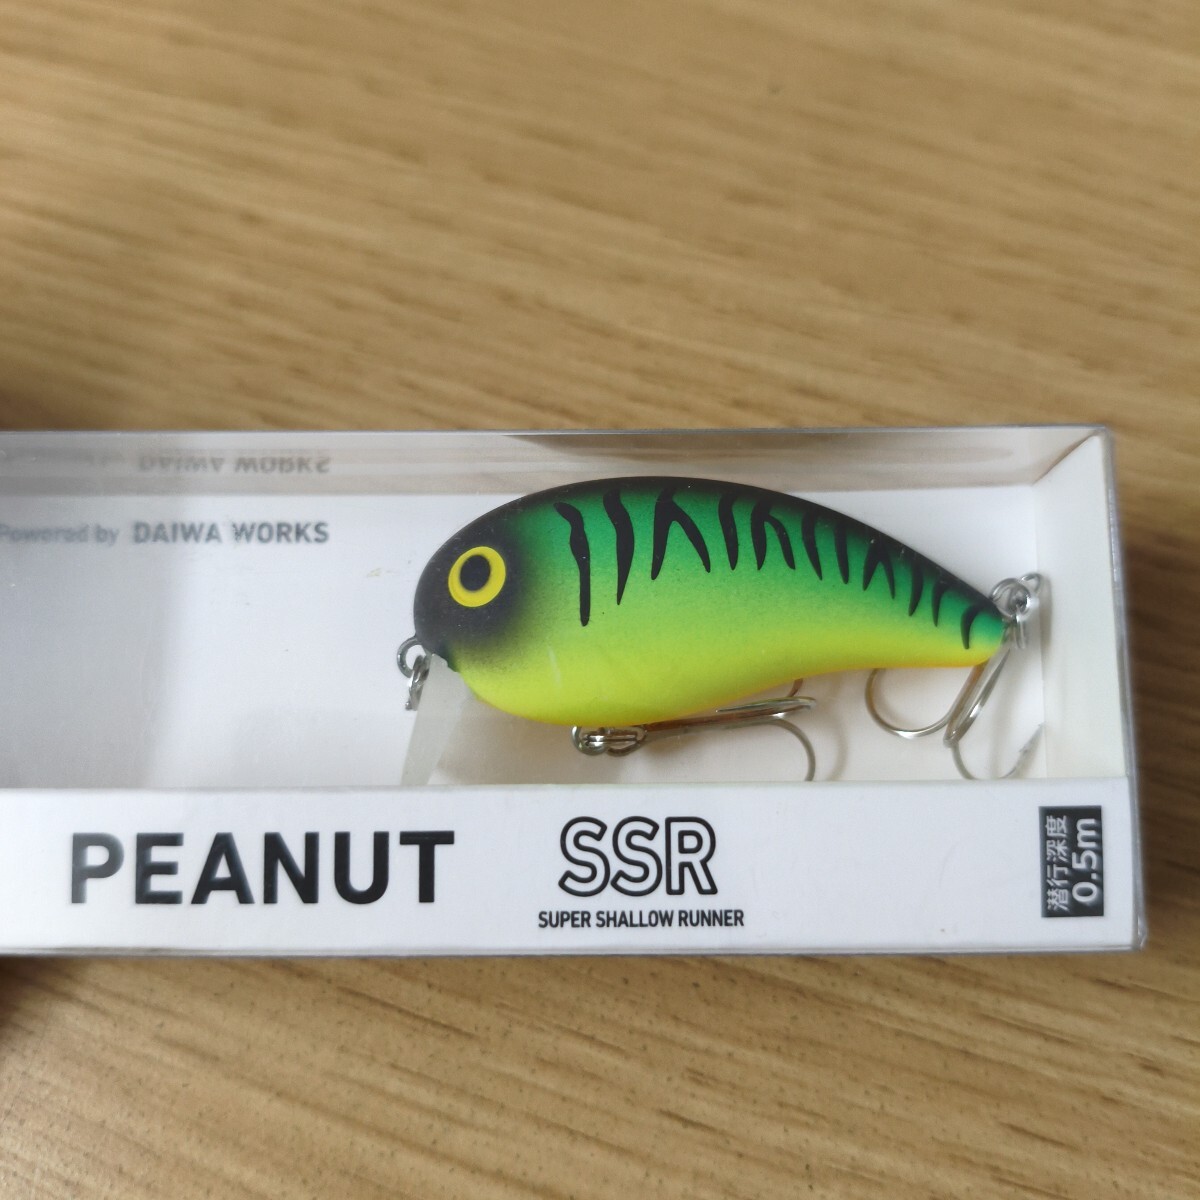 DAIWA WORKS
Powered by DAIWA WORKS
PEANUT
SSR
SUPER SHALLOW RUNNER
潜行深度
0.5m